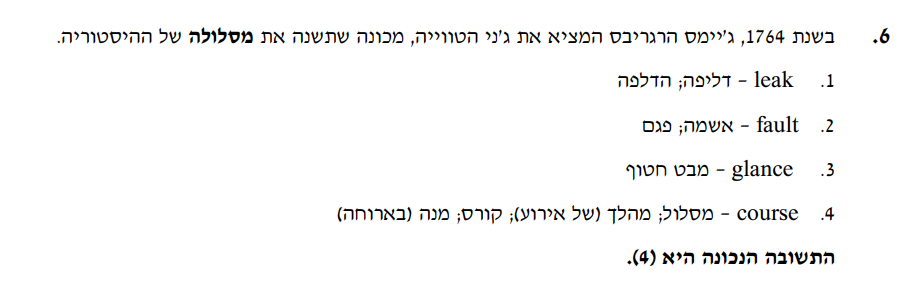 6. בשנת 1764, ג'יימס הרגריבס המציא את ג'ני הטווייה, מכונה שתשנה את מסלולה של ההיסטוריה.
1. leak – דליפה; הדלפה
2. fault – אשמה; פגם
3. glance – מבט חטוף
4. course – מסלול; מהלך (של אירוע); קורס; מנה (בארוחה)
התשובה הנכונה היא (4).